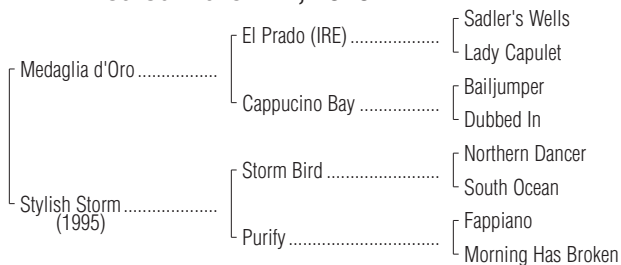 Sadler's Wells
El Prado (IRE)
Lady Capulet
Medaglia d'Oro
Bailjumper
Cappucino Bay
Dubbed In
Northern Dancer
Storm Bird
South Ocean
Stylish Storm
(1995)
Fappiano
Purify
Morning Has Broken